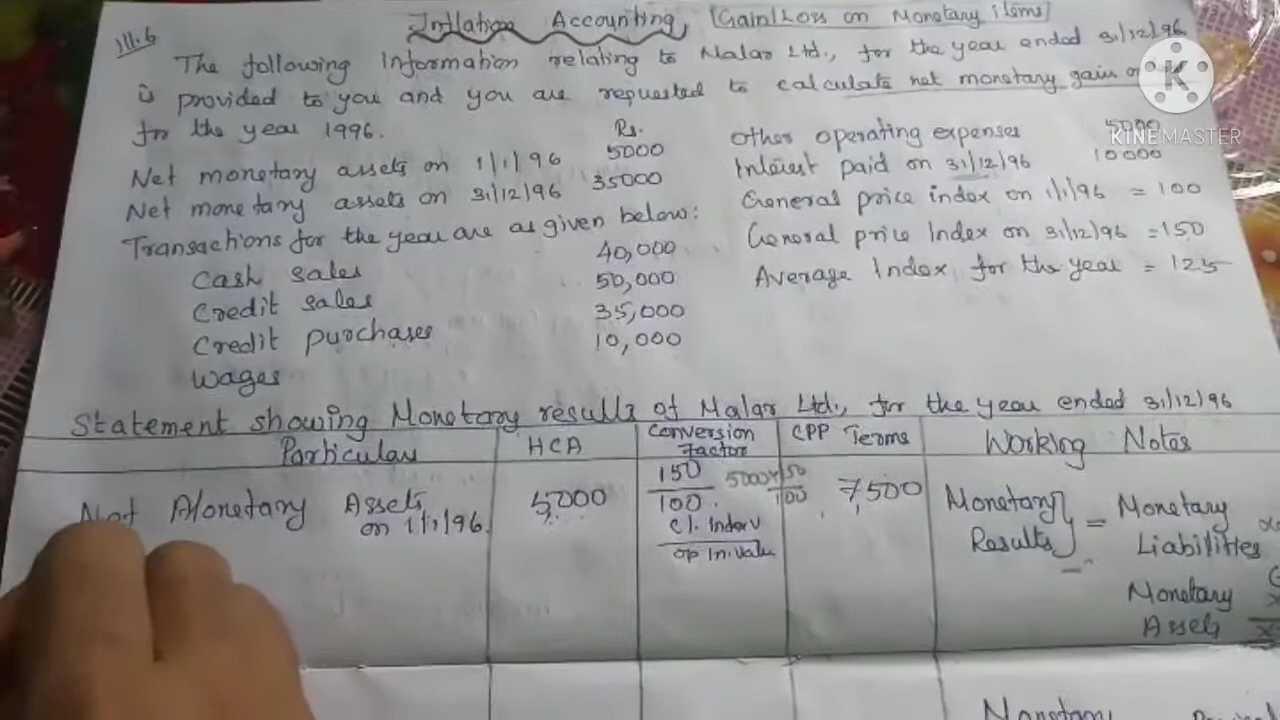 Ill.6
Inflation Accounting, [Gain/Loss on Monetary items]
The following information relating to Malar Ltd., for the year ended 31/12/96
is provided to you and you are requested to calculate net monetary gain or
for the year 1996.
Rs.
Net monetary assets on 1/1/96 5000
Net monetary assets on 31/12/96 35000
Transactions for the year are as given below:
Cash sales 40,000
Credit sales 50,000
Credit purchases 35,000
Wages 10,000
Other operating expenses 5000
Interest paid on 31/12/96 10000
General price index on 1/1/96 = 100
General price Index on 31/12/96 = 150
Average Index for the year = 125
K
KINEMASTER
Statement showing Monetary results of Malar Ltd., for the year ended 31/12/96
Particulars HCA Conversion Factor CPP Terms Working Notes
Net Monetary Assets on 1/1/96. 5000 150/100 5000x150/100 7,500
Cl. Index/op In. value
Monetary Results = Monetary Liabilities
Monetary Assets
Monetary